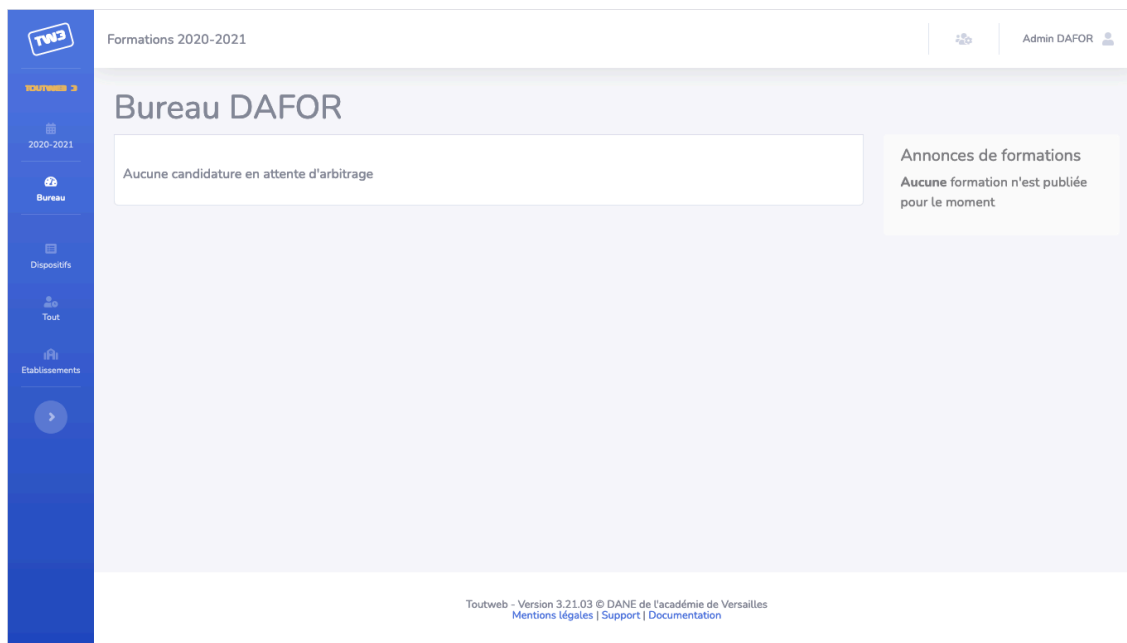 TW3
Formations 2020-2021
Admin DAFOR
TOUTWEB 3
2020-2021
Bureau
Dispositifs
Tout
Etablissements
Bureau DAFOR
Aucune candidature en attente d'arbitrage
Annonces de formations
Aucune formation n'est publiée
pour le moment
Toutweb - Version 3.21.03 © DANE de l'académie de Versailles
Mentions légales | Support | Documentation